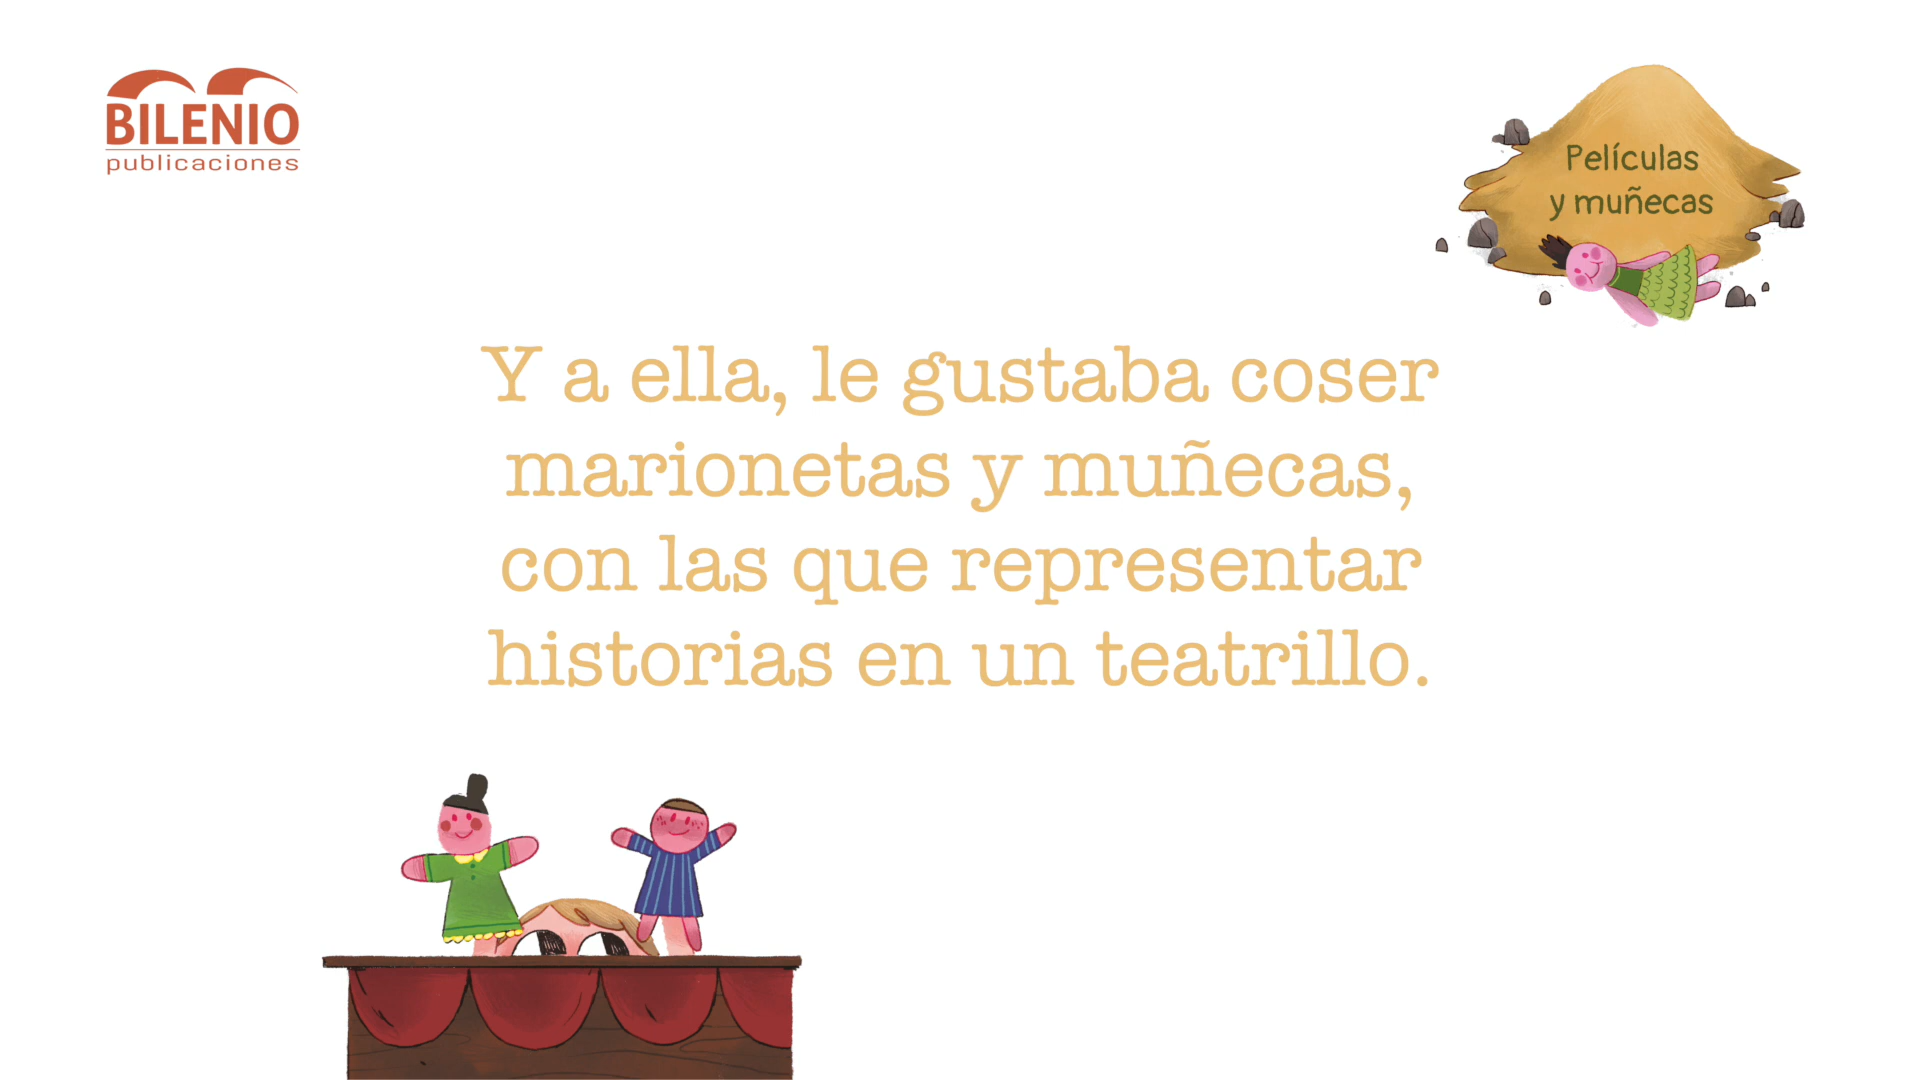 BILENIO
publicaciones
Películas
y muñecas
Y a ella, le gustaba coser
marionetas y muñecas,
con las que representar
historias en un teatrillo.